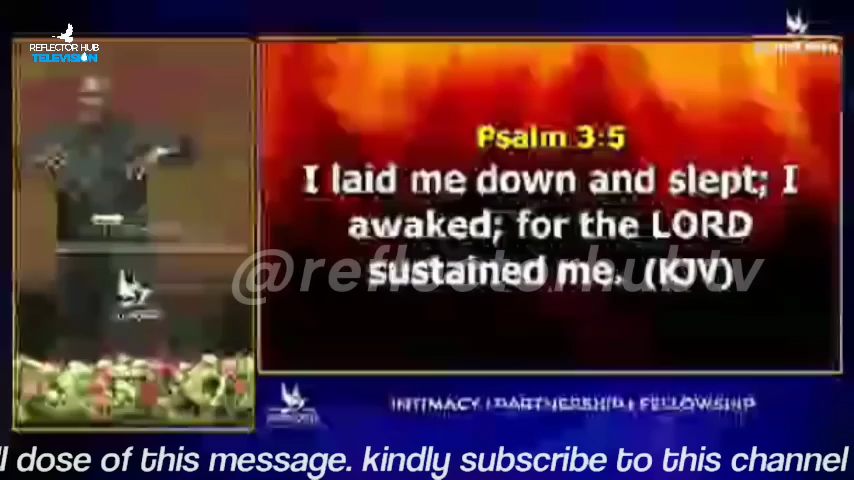 REFLECTOR HUB
TELEVISION
Psalm 3:5
I laid me down and slept; I
awaked; for the LORD
sustained me. (KJV)
@reflectorhubtv
INTIMACY | PARTNERSHIP | FELLOWSHIP
l dose of this message. kindly subscribe to this channel